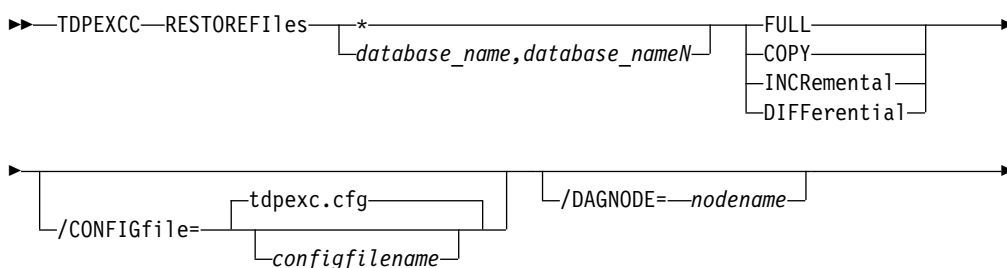 TDPEXCC RESTOREFIles * FULL
database_name,database_nameN COPY
INCRemental
DIFFerential
tdpexc.cfg /DAGNODE= nodename
/CONFIGfile=
configfilename